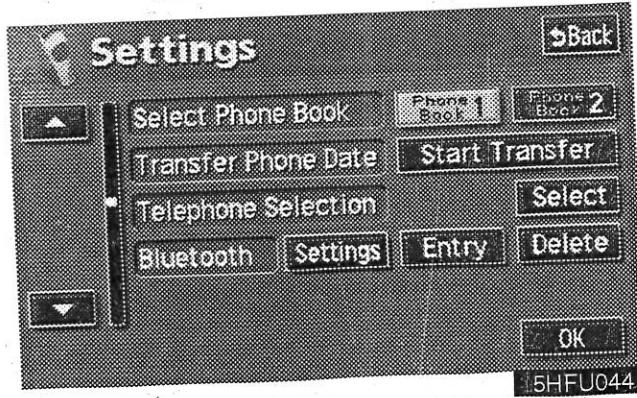 Settings
Back
Select Phone Book
Phone Book 1
Phone Book 2
Transfer Phone Date
Start Transfer
Telephone Selection
Select
Bluetooth
Settings
Entry
Delete
OK
5HFU044